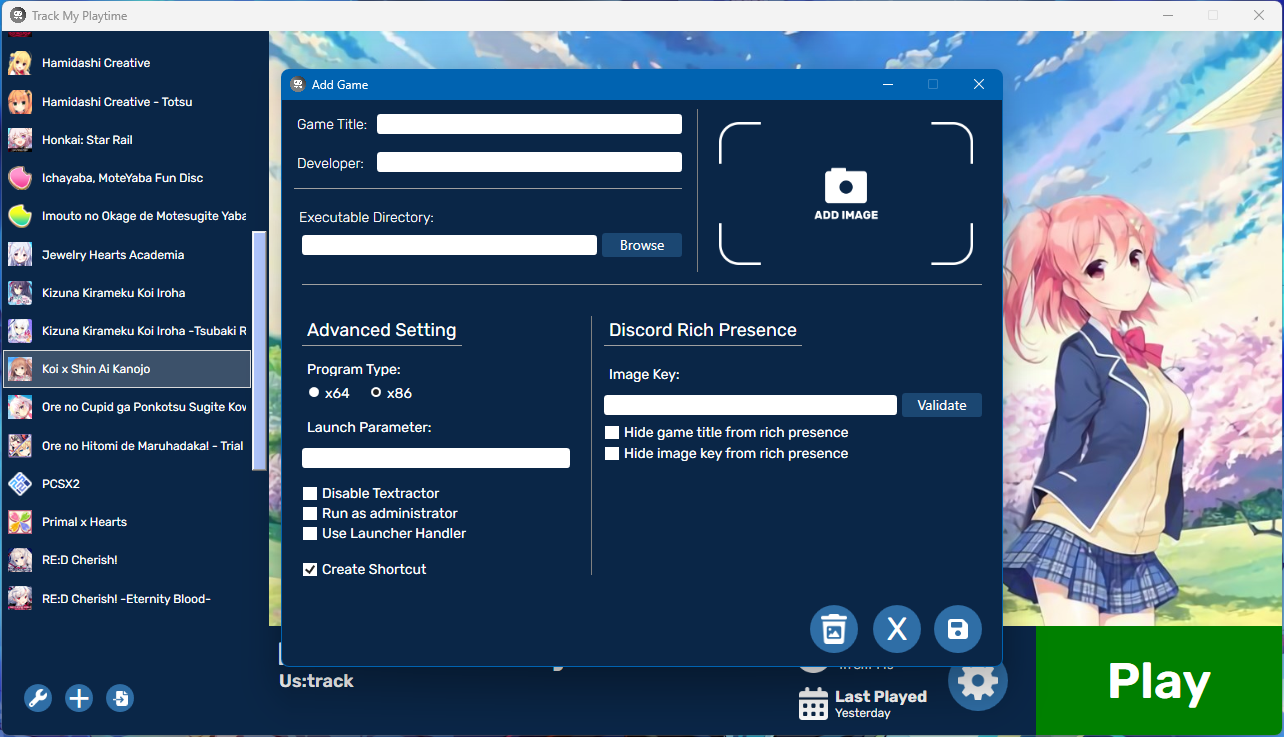 Track My Playtime
Hamidashi Creative
Hamidashi Creative - Totsu
Honkai: Star Rail
Ichayaba, MoteYaba Fun Disc
Imouto no Okage de Motesugite Yaba
Jewelry Hearts Academia
Kizuna Kirameku Koi Iroha
Kizuna Kirameku Koi Iroha -Tsubaki R
Koi x Shin Ai Kanojo
Ore no Cupid ga Ponkotsu Sugite Kow
Ore no Hitomi de Maruhadaka! - Trial
PCSX2
Primal x Hearts
RE:D Cherish!
RE:D Cherish! -Eternity Blood-
Add Game
Game Title:
Developer:
Executable Directory:
Browse
ADD IMAGE
Advanced Setting
Program Type:
x64 x86
Launch Parameter:
Disable Textractor
Run as administrator
Use Launcher Handler
Create Shortcut
Discord Rich Presence
Image Key:
Validate
Hide game title from rich presence
Hide image key from rich presence
X
Us:track
Last Played
Yesterday
Play